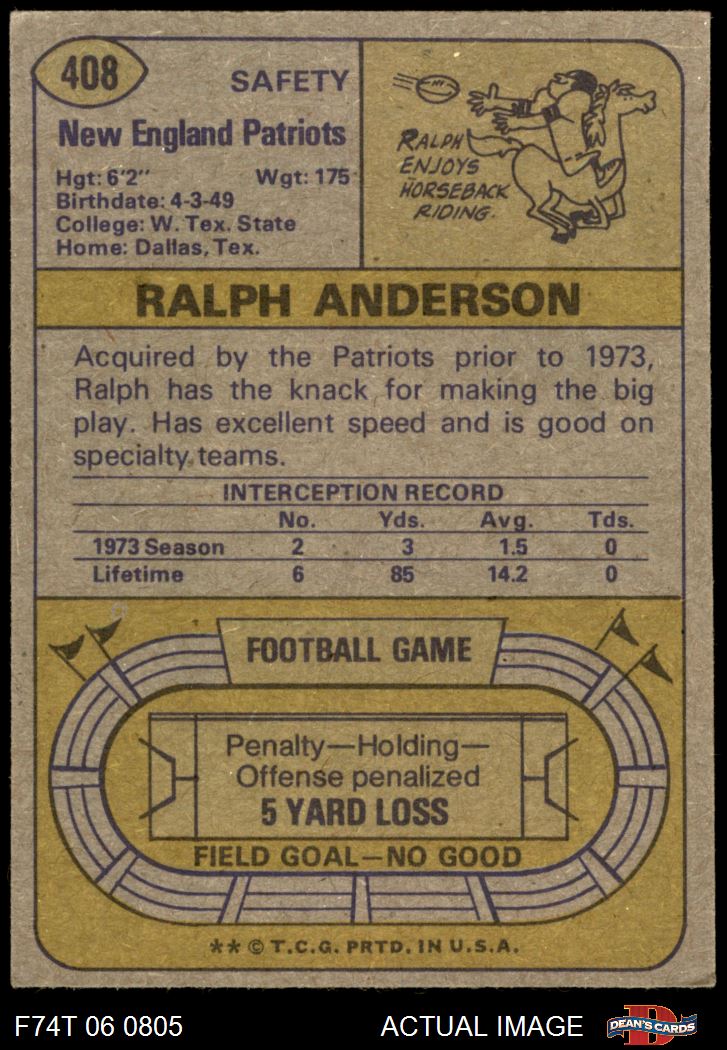 408
SAFETY
New England Patriots
Hgt: 6'2" Wgt: 175
Birthdate: 4-3-49
College: W. Tex. State
Home: Dallas, Tex.
RALPH
ENJOYS
HORSEBACK
RIDING.
RALPH ANDERSON
Acquired by the Patriots prior to 1973,
Ralph has the knack for making the big
play. Has excellent speed and is good on
specialty teams.
INTERCEPTION RECORD
No. Yds. Avg. Tds.
1973 Season 2 3 1.5 0
Lifetime 6 85 14.2 0
FOOTBALL GAME
Penalty—Holding—
Offense penalized
5 YARD LOSS
FIELD GOAL—NO GOOD
** © T.C.G. PRTD. IN U.S.A.
F74T 06 0805 ACTUAL IMAGE DEAN'S CARDS